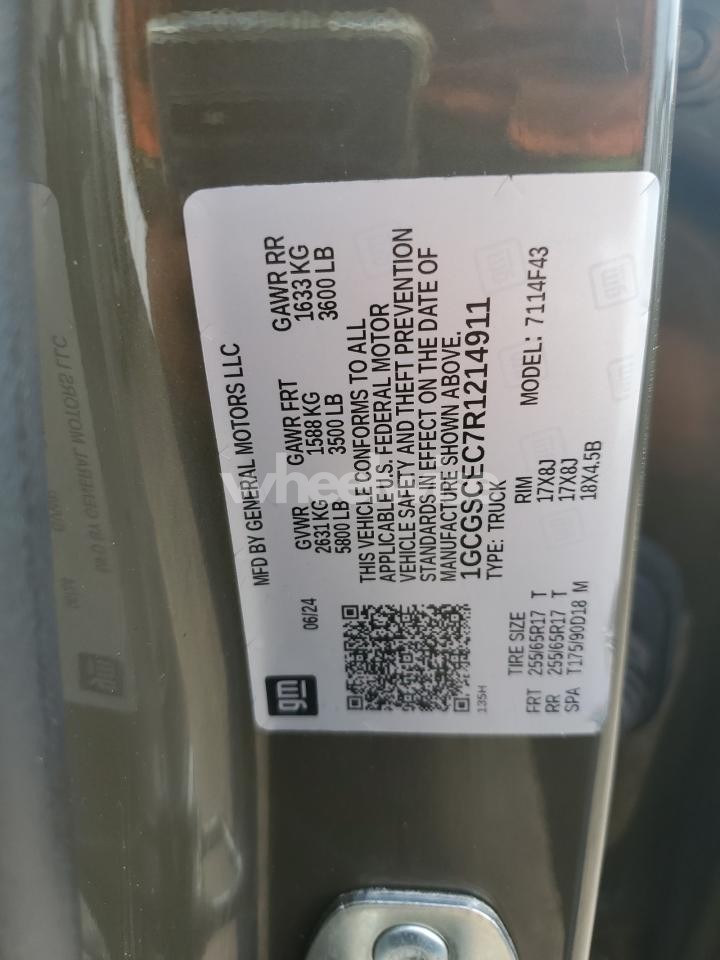 gm
MFD BY GENERAL MOTORS LLC
06/24
GVWR GAWR FRT GAWR RR
2631 KG 1588 KG 1633 KG
5800 LB 3500 LB 3600 LB
THIS VEHICLE CONFORMS TO ALL
APPLICABLE U.S. FEDERAL MOTOR
VEHICLE SAFETY AND THEFT PREVENTION
STANDARDS IN EFFECT ON THE DATE OF
MANUFACTURE SHOWN ABOVE.
1GCGSCEC7R1214911
TYPE: TRUCK MODEL: 7114F43
135H
TIRE SIZE RIM
FRT 255/65R17 T 17X8J
RR 255/65R17 T 17X8J
SPA T175/90D18 M 18X4.5B
gm